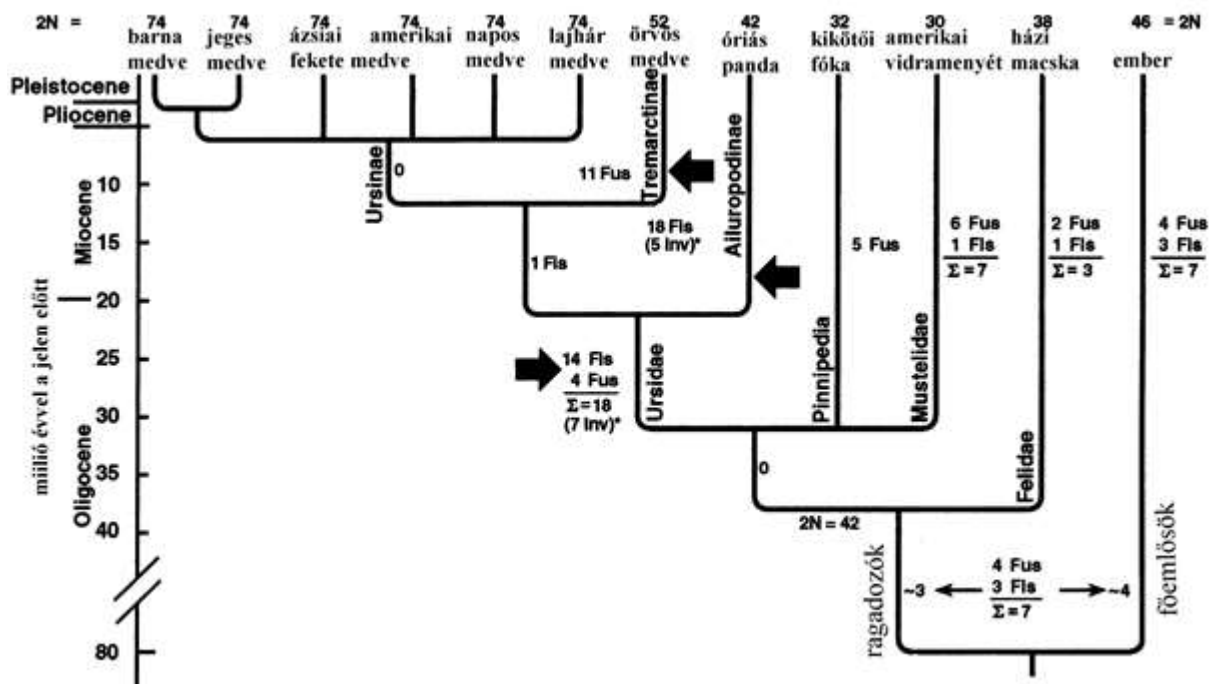 2N = 74 74 74 74 74 74 52 42 32 30 38 46 = 2N
barna medve
jeges medve
ázsiai fekete medve
amerikai
napos medve
lajhár medve
örvös medve
óriás panda
kikötői fóka
amerikai vidramenyét
házi macska
ember
Pleistocene
Pliocene
Miocene
Oligocene
miilió évvel a jelen előtt
10
15
20
25
30
35
40
80
Ursinae
0
11 Fus
Tremarctinae
18 Fis
(5 Inv)*
1 Fis
Ailuropodinae
14 Fis
4 Fus
Σ = 18
(7 Inv)*
Ursidae
5 Fus
Pinnipedia
6 Fus
1 Fis
Σ = 7
Mustelidae
2 Fus
1 Fis
Σ = 3
Felidae
4 Fus
3 Fis
Σ = 7
0
2N = 42
ragadozók
~3
4 Fus
3 Fis
Σ = 7
~4
föemlösök